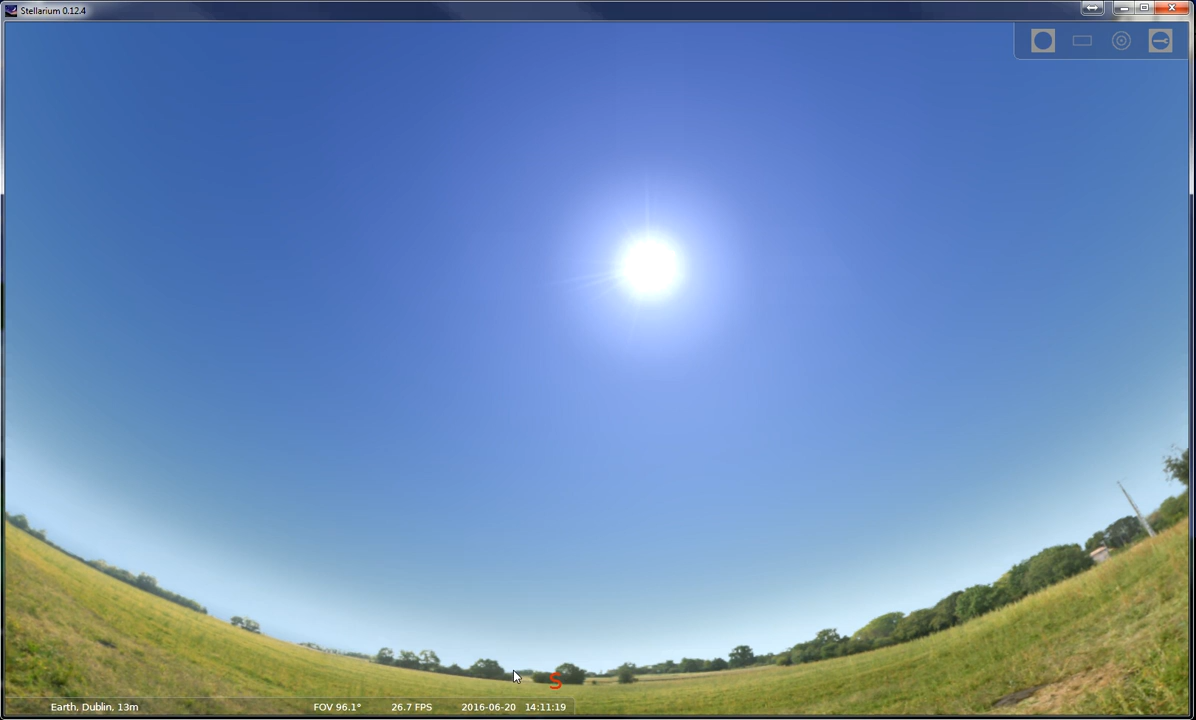 Stellarium 0.12.4
S
Earth, Dublin, 13m FOV 96.1° 26.7 FPS 2016-06-20 14:11:19